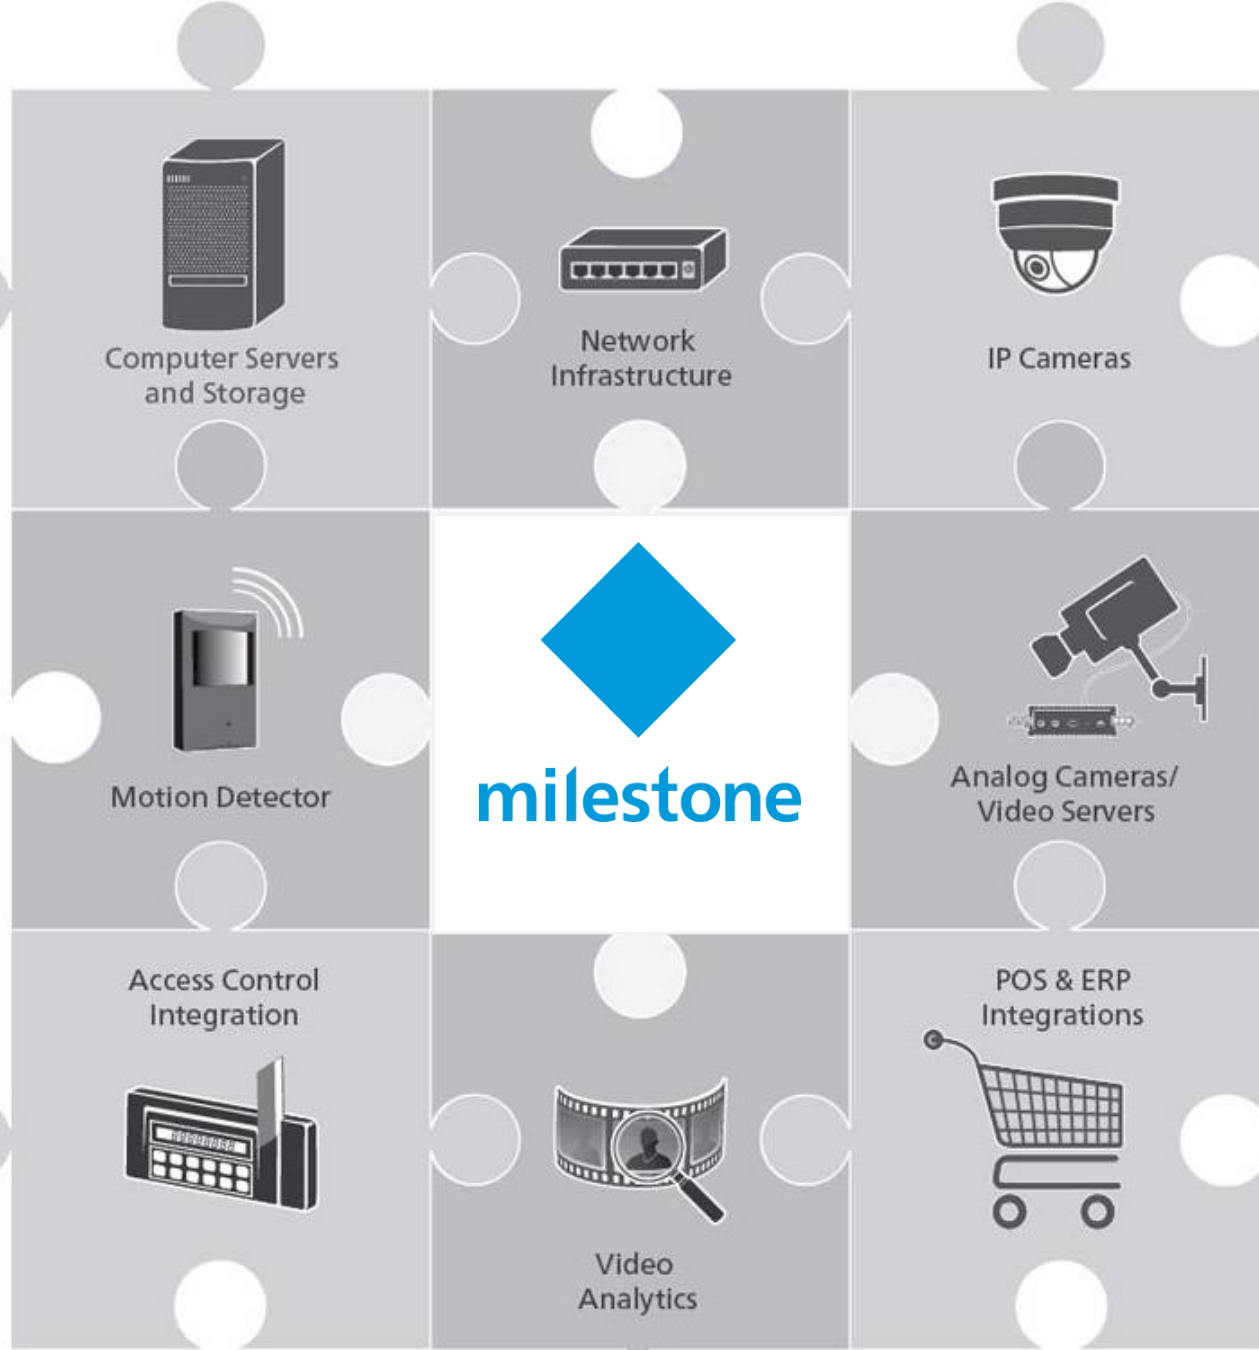 Computer Servers
and Storage
Network
Infrastructure
IP Cameras
Motion Detector
milestone
Analog Cameras/
Video Servers
Access Control
Integration
Video
Analytics
POS & ERP
Integrations